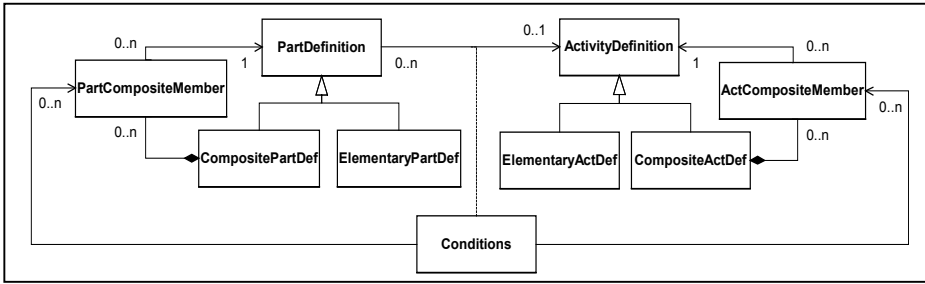 0..n
PartDefinition
0..1
ActivityDefinition
0..n
1
0..n
1
PartCompositeMember
ActCompositeMember
0..n
0..n
0..n
0..n
CompositePartDef
ElementaryPartDef
ElementaryActDef
CompositeActDef
Conditions